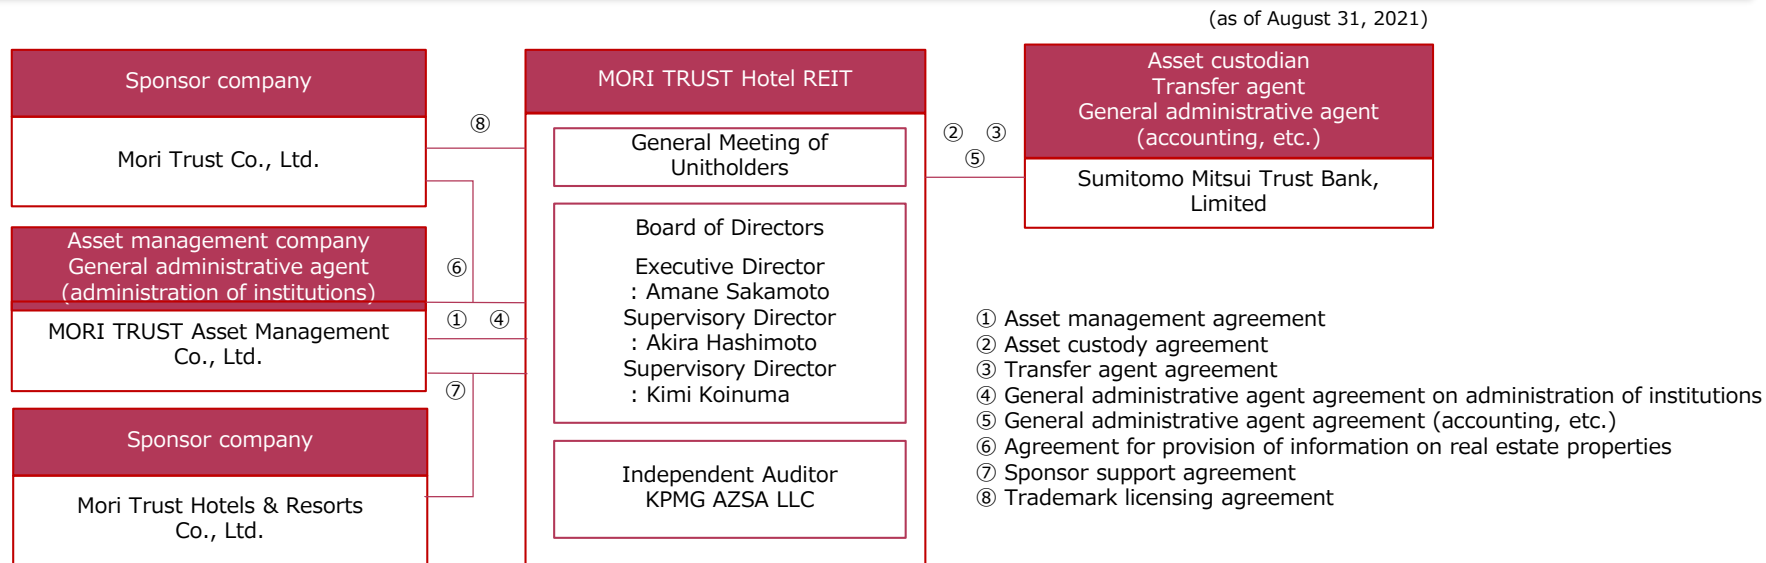 (as of August 31, 2021)
Sponsor company
Mori Trust Co., Ltd.
Asset management company
General administrative agent
(administration of institutions)
MORI TRUST Asset Management
Co., Ltd.
Sponsor company
Mori Trust Hotels & Resorts
Co., Ltd.
⑧
⑥
① ④
⑦
MORI TRUST Hotel REIT
General Meeting of
Unitholders
Board of Directors
Executive Director
: Amane Sakamoto
Supervisory Director
: Akira Hashimoto
Supervisory Director
: Kimi Koinuma
Independent Auditor
KPMG AZSA LLC
② ③
⑤
Asset custodian
Transfer agent
General administrative agent
(accounting, etc.)
Sumitomo Mitsui Trust Bank,
Limited
① Asset management agreement
② Asset custody agreement
③ Transfer agent agreement
④ General administrative agent agreement on administration of institutions
⑤ General administrative agent agreement (accounting, etc.)
⑥ Agreement for provision of information on real estate properties
⑦ Sponsor support agreement
⑧ Trademark licensing agreement